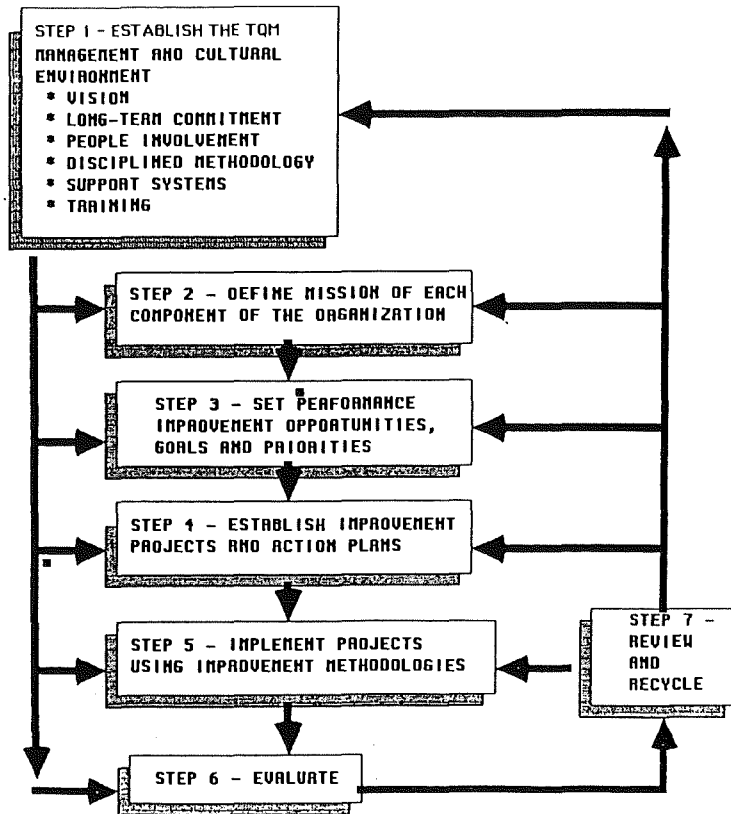 STEP 1 - ESTABLISH THE TQM
MANAGEMENT AND CULTURAL
ENVIRONMENT
* VISION
* LONG-TERM COMMITMENT
* PEOPLE INVOLVEMENT
* DISCIPLINED METHODOLOGY
* SUPPORT SYSTEMS
* TRAINING
STEP 2 - DEFINE MISSION OF EACH
COMPONENT OF THE ORGANIZATION
STEP 3 - SET PERFORMANCE
IMPROVEMENT OPPORTUNITIES,
GOALS AND PRIORITIES
STEP 4 - ESTABLISH IMPROVEMENT
PROJECTS AND ACTION PLANS
STEP 5 - IMPLEMENT PROJECTS
USING IMPROVEMENT METHODOLOGIES
STEP 7 -
REVIEW
AND
RECYCLE
STEP 6 - EVALUATE